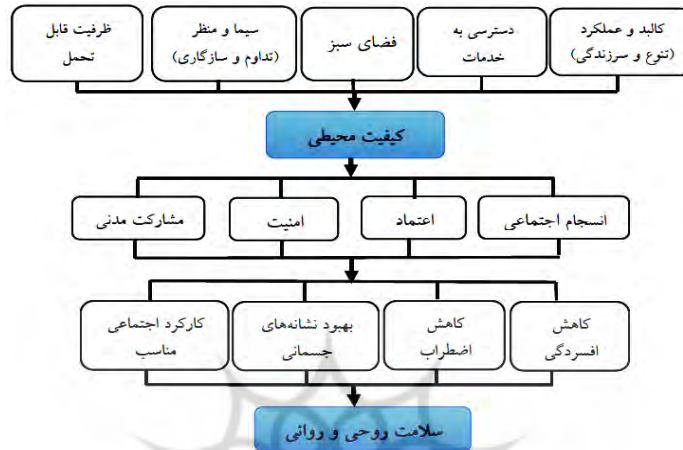 کالبد و عملکرد
(تنوع و سرزندگی)
دسترسی به
خدمات
فضای سبز
سیما و منظر
(تداوم و سازگاری)
ظرفیت قابل
تحمل
کیفیت محیطی
انسجام اجتماعی
اعتماد
امنیت
مشارکت مدنی
کاهش
افسردگی
کاهش
اضطراب
بهبود نشانه‌های
جسمانی
کارکرد اجتماعی
مناسب
سلامت روحی و روانی